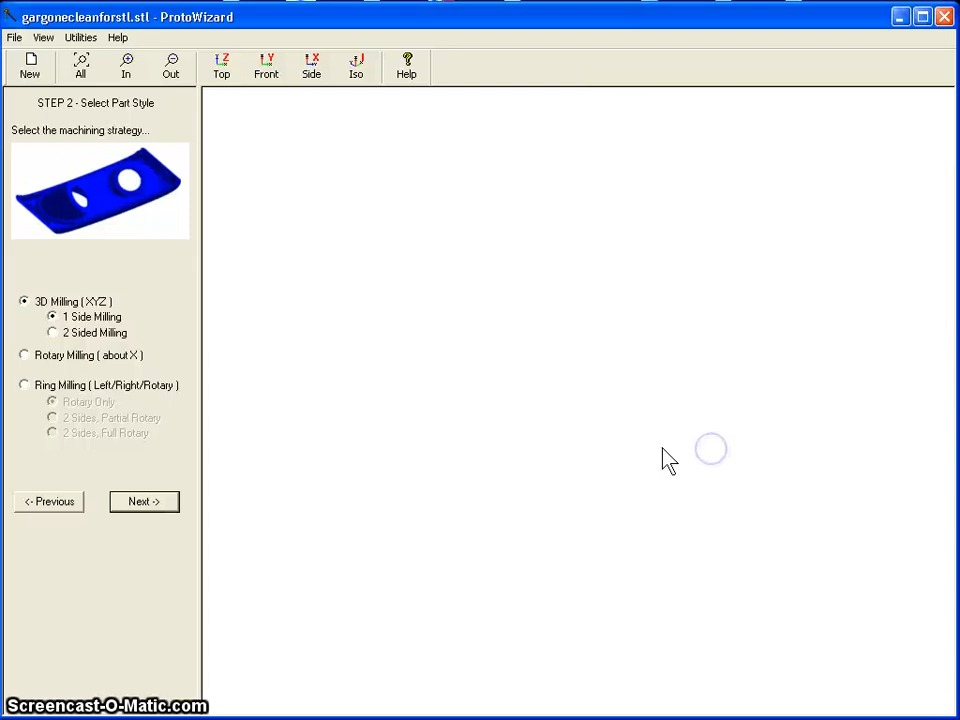 gargonecleanforstl.stl - ProtoWizard
File View Utilities Help
New All In Out Top Front Side Iso Help
Z Y X
STEP 2 - Select Part Style
Select the machining strategy...
3D Milling ( XYZ )
1 Side Milling
2 Sided Milling
Rotary Milling ( about X )
Ring Milling ( Left/Right/Rotary )
Rotary Only
2 Sides, Partial Rotary
2 Sides, Full Rotary
<- Previous Next ->
Screencast-O-Matic.com